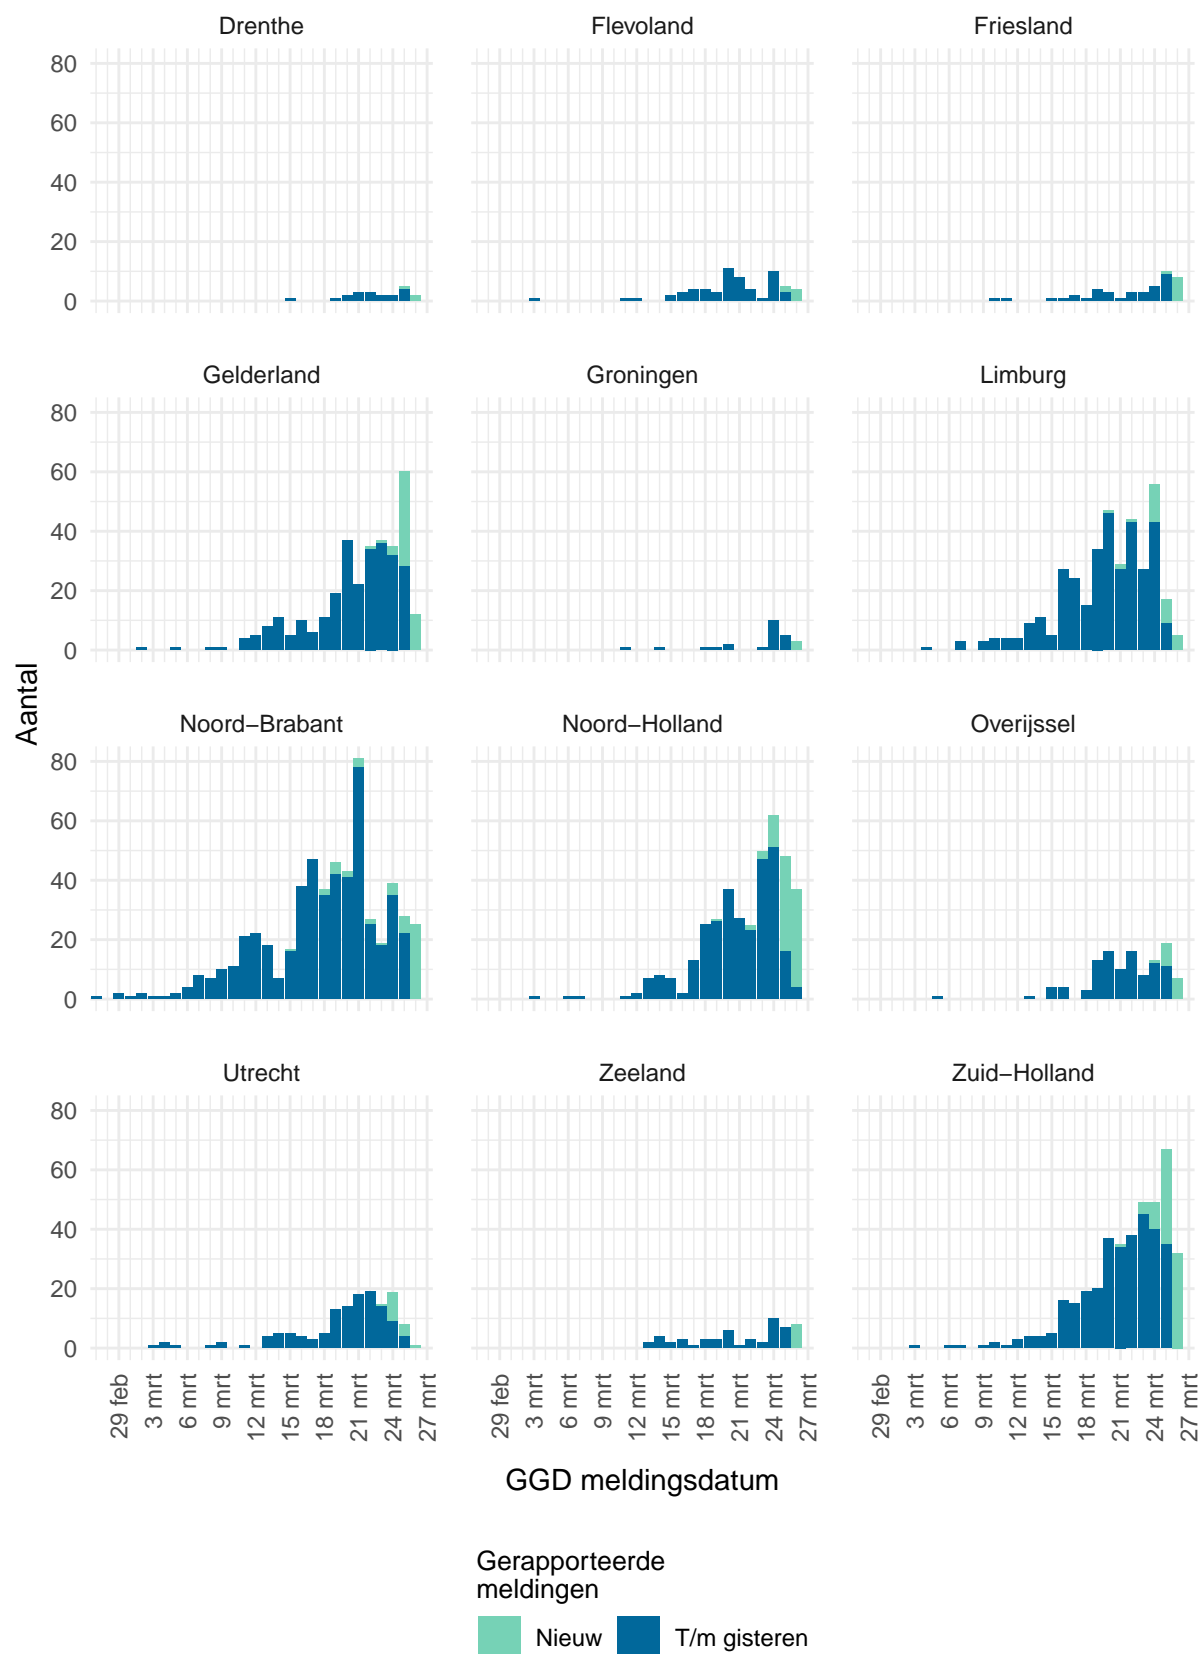 Drenthe Flevoland Friesland
80
60
40
20
0
Gelderland Groningen Limburg
80
60
40
20
0
Aantal
Noord−Brabant Noord−Holland Overijssel
80
60
40
20
0
Utrecht Zeeland Zuid−Holland
80
60
40
20
0
29 feb 3 mrt 6 mrt 9 mrt 12 mrt 15 mrt 18 mrt 21 mrt 24 mrt 27 mrt 29 feb 3 mrt 6 mrt 9 mrt 12 mrt 15 mrt 18 mrt 21 mrt 24 mrt 27 mrt 29 feb 3 mrt 6 mrt 9 mrt 12 mrt 15 mrt 18 mrt 21 mrt 24 mrt 27 mrt
GGD meldingsdatum
Gerapporteerde
meldingen
Nieuw T/m gisteren